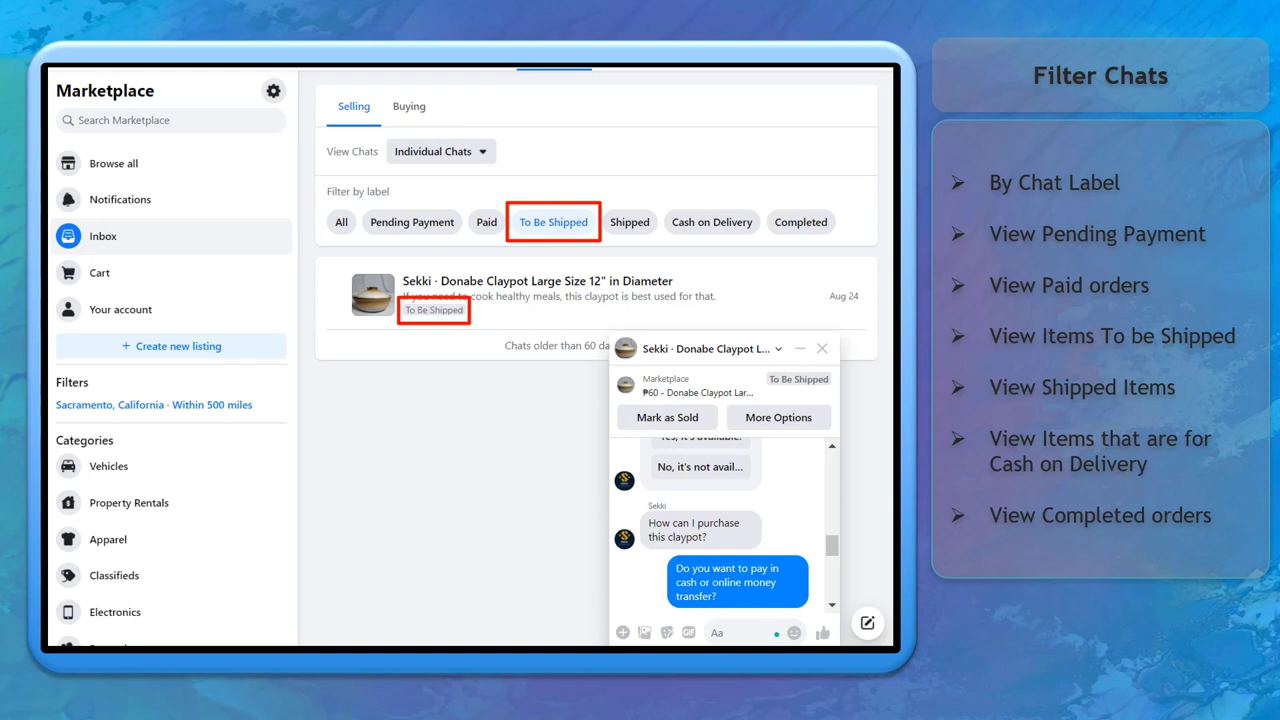 Marketplace
Search Marketplace
Browse all
Notifications
Inbox
Cart
Your account
+ Create new listing
Filters
Sacramento, California · Within 500 miles
Categories
Vehicles
Property Rentals
Apparel
Classifieds
Electronics
Selling Buying
View Chats Individual Chats
Filter by label
All Pending Payment Paid To Be Shipped Shipped Cash on Delivery Completed
Sekki · Donabe Claypot Large Size 12" in Diameter
If you need to cook healthy meals, this claypot is best used for that.
Aug 24
To Be Shipped
Chats older than 60 da
Sekki · Donabe Claypot L...
Marketplace
To Be Shipped
₱60 - Donabe Claypot Lar...
Mark as Sold More Options
Yes, it's available.
No, it's not avail...
Sekki
How can I purchase
this claypot?
Do you want to pay in
cash or online money
transfer?
GIF
Aa
Filter Chats
➢ By Chat Label
➢ View Pending Payment
➢ View Paid orders
➢ View Items To be Shipped
➢ View Shipped Items
➢ View Items that are for
Cash on Delivery
➢ View Completed orders